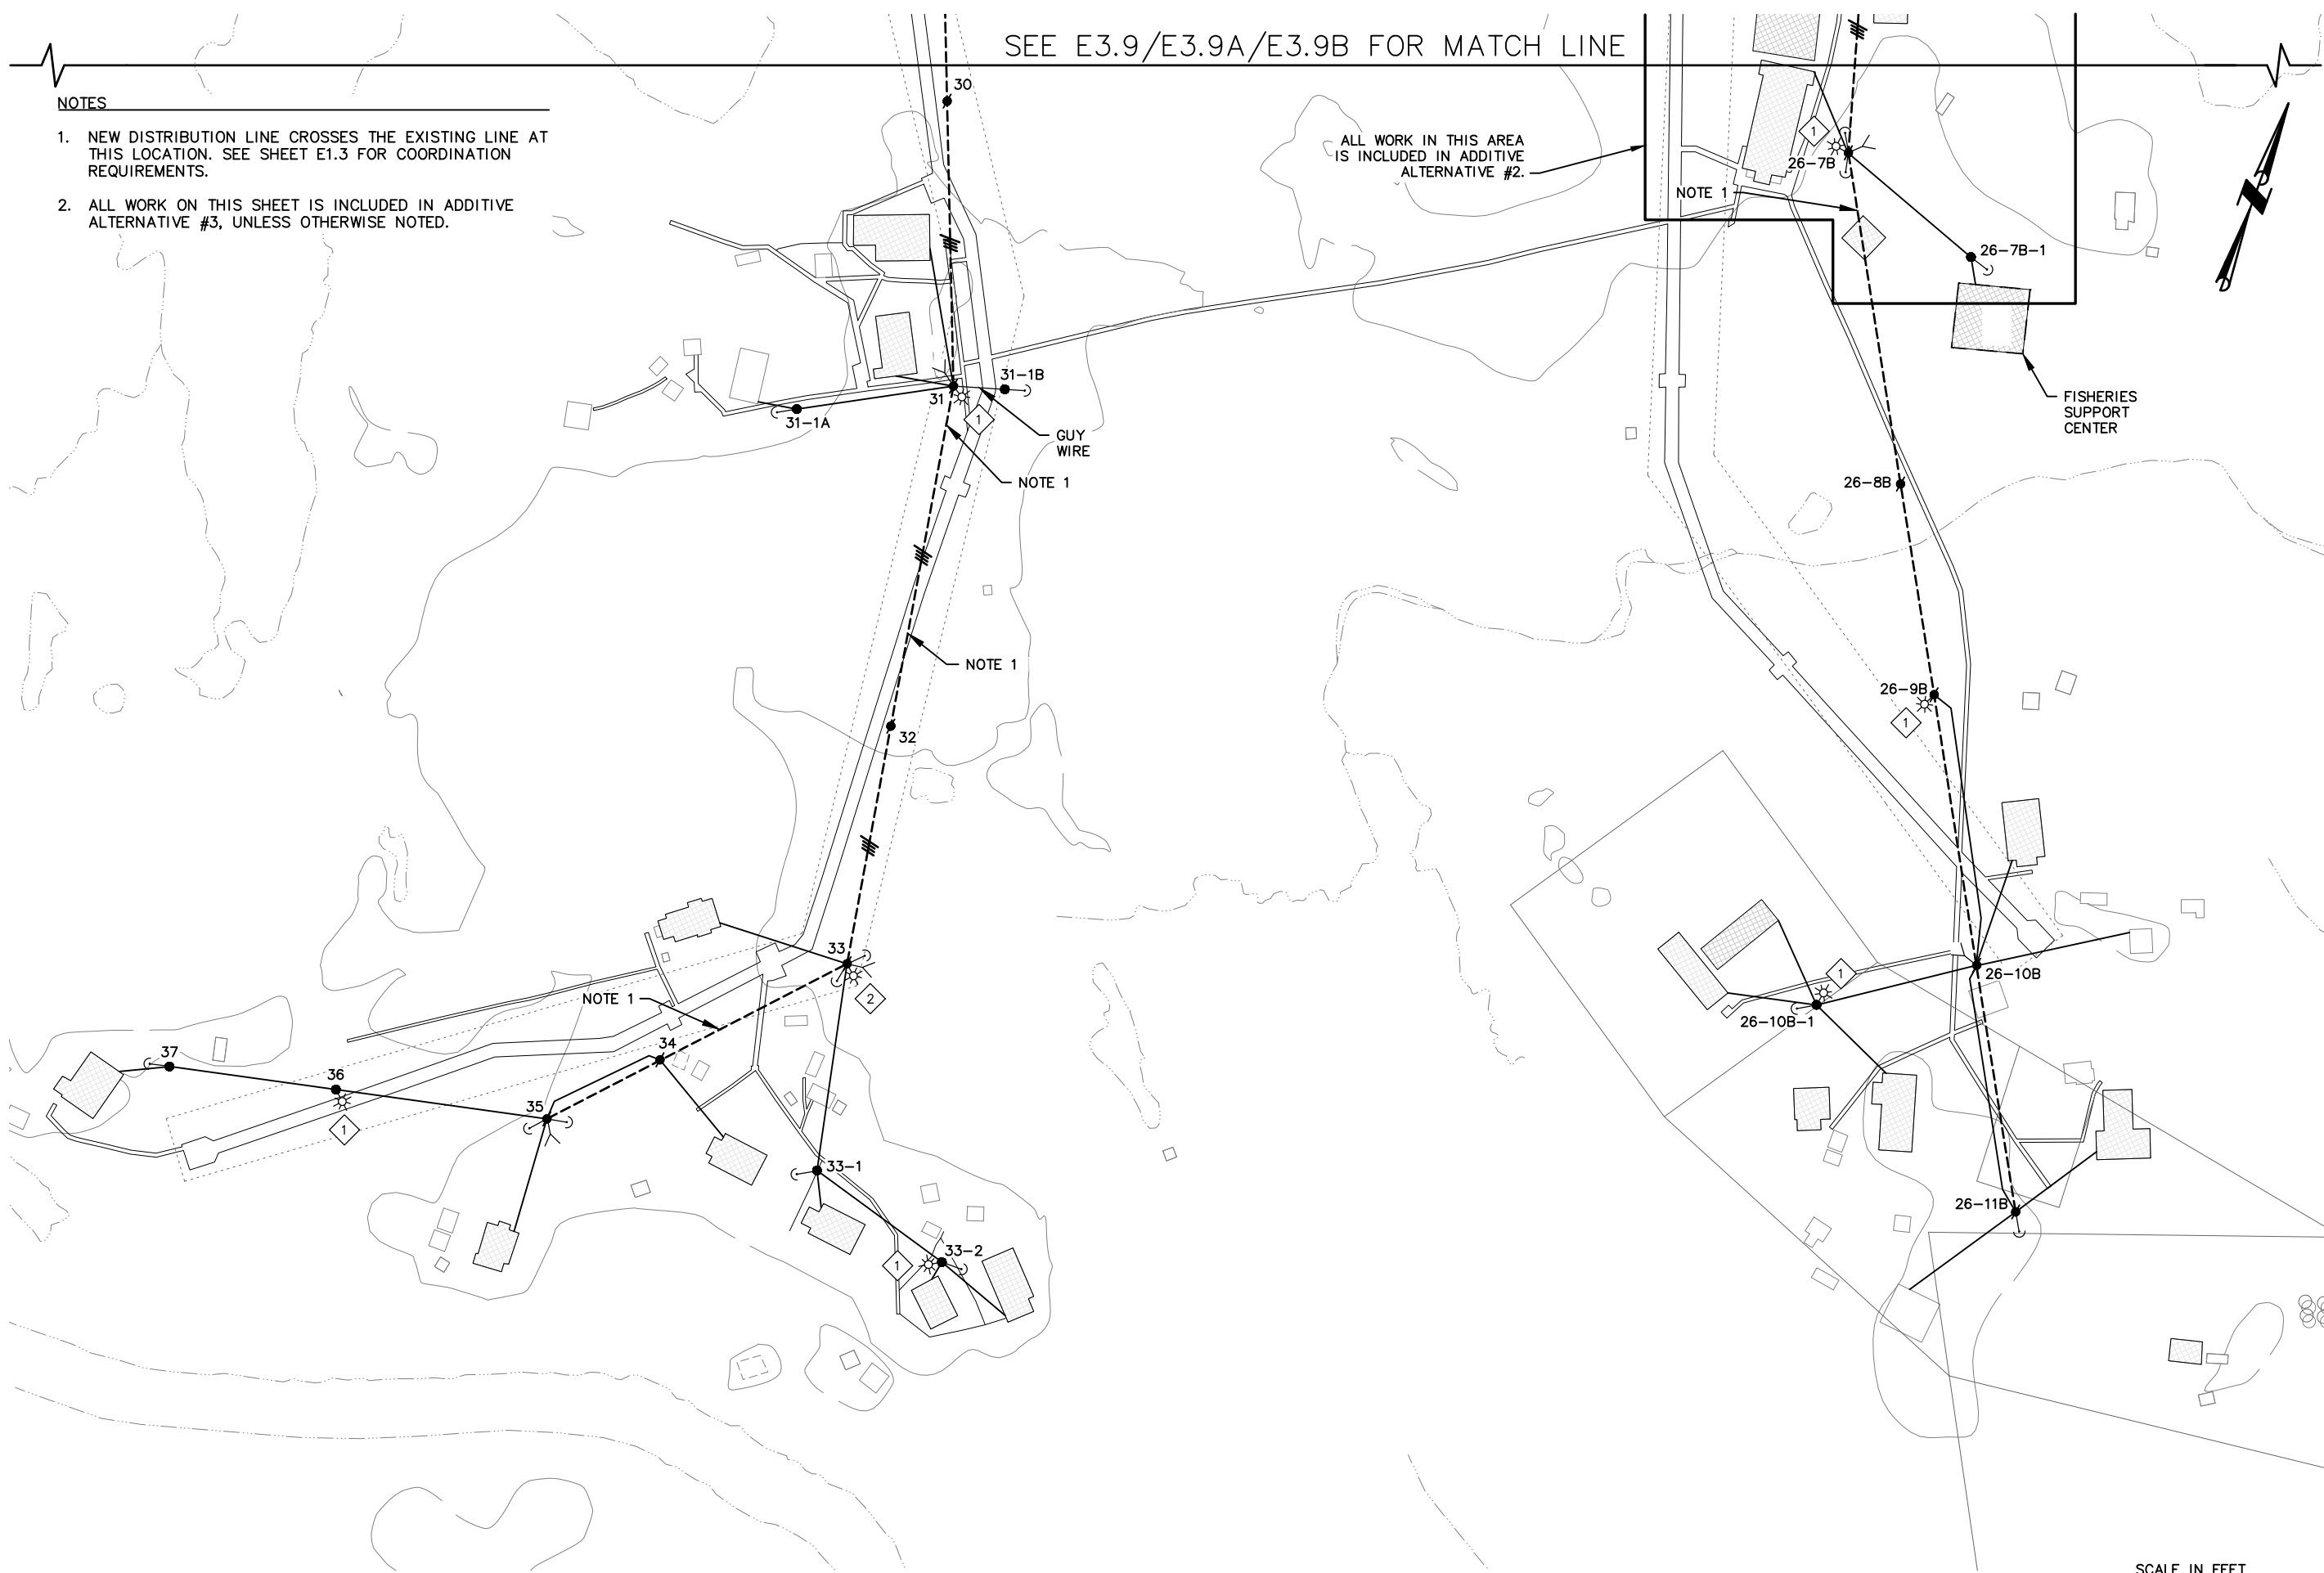 SEE E3.9/E3.9A/E3.9B FOR MATCH LINE
NOTES
1. NEW DISTRIBUTION LINE CROSSES THE EXISTING LINE AT
THIS LOCATION. SEE SHEET E1.3 FOR COORDINATION
REQUIREMENTS.
2. ALL WORK ON THIS SHEET IS INCLUDED IN ADDITIVE
ALTERNATIVE #3, UNLESS OTHERWISE NOTED.
30
ALL WORK IN THIS AREA
IS INCLUDED IN ADDITIVE
ALTERNATIVE #2.
1
26-7B
NOTE 1
26-7B-1
FISHERIES
SUPPORT
CENTER
31-1B
31
31-1A
1
GUY
WIRE
NOTE 1
26-8B
NOTE 1
26-9B
1
32
33
2
NOTE 1
34
26-10B
1
26-10B-1
37
36
1
35
33-1
26-11B
33-2
1
SCALE IN FEET